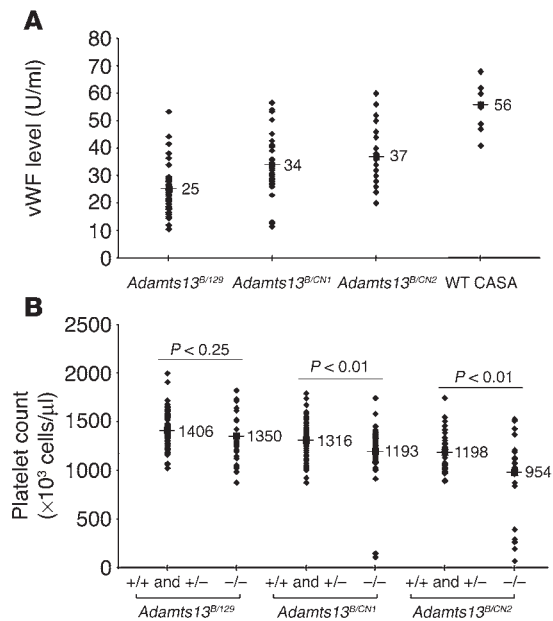 A
vWF level (U/ml)
80
70
60
50
40
30
20
10
0
25
34
37
56
Adamts13B/129
Adamts13B/CN1
Adamts13B/CN2
WT CASA
B
Platelet count
(×10³ cells/μl)
2500
2000
1500
1000
500
0
P < 0.25
P < 0.01
P < 0.01
1406
1350
1316
1193
1198
954
+/+ and +/– –/– +/+ and +/– –/– +/+ and +/– –/–
Adamts13B/129
Adamts13B/CN1
Adamts13B/CN2